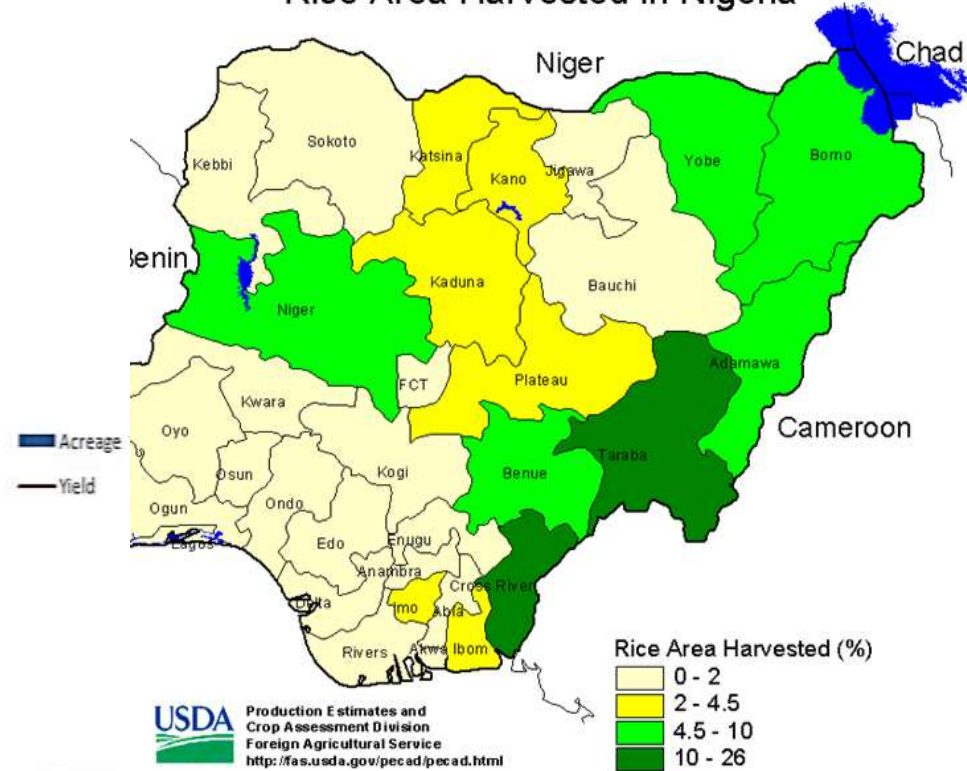 Rice Area Harvested in Nigeria
Chad
Niger
Sokoto
Kebbi
Katsina
Kano
Jigawa
Yobe
Borno
Benin
Niger
Kaduna
Bauchi
FCT
Plateau
Adamawa
Kwara
Oyo
Cameroon
Acreage
Yield
Osun
Kogi
Benue
Taraba
Ogun
Ondo
Lagos
Edo
Enugu
Anambra
Cross River
Delta
Imo
Abia
Rivers
Akwa Ibom
Rice Area Harvested (%)
0 - 2
2 - 4.5
4.5 - 10
10 - 26
USDA
Production Estimates and
Crop Assessment Division
Foreign Agricultural Service
http://fas.usda.gov/pecad/pecad.html